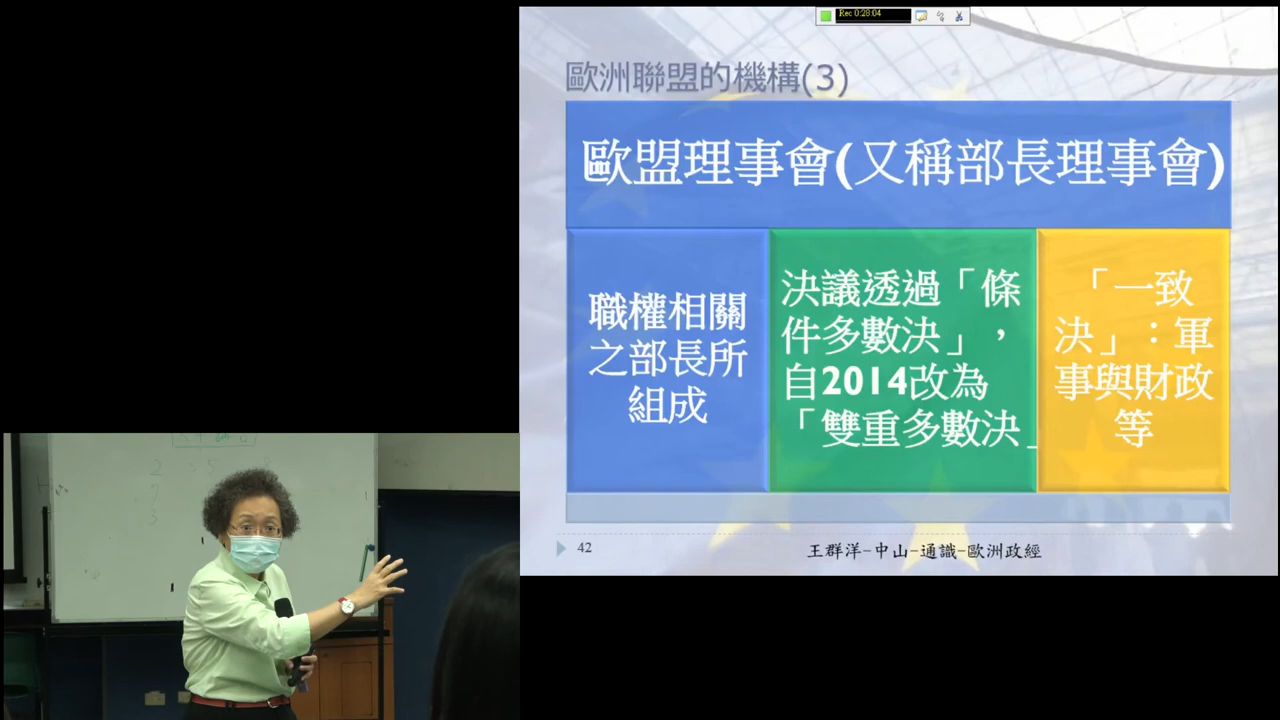 Rec 0:28:04
歐洲聯盟的機構(3)
歐盟理事會(又稱部長理事會)
職權相關
之部長所
組成
決議透過「條
件多數決」，
自2014改為
「雙重多數決」
「一致
決」：軍
事與財政
等
42
王群洋-中山-通識-歐洲政經